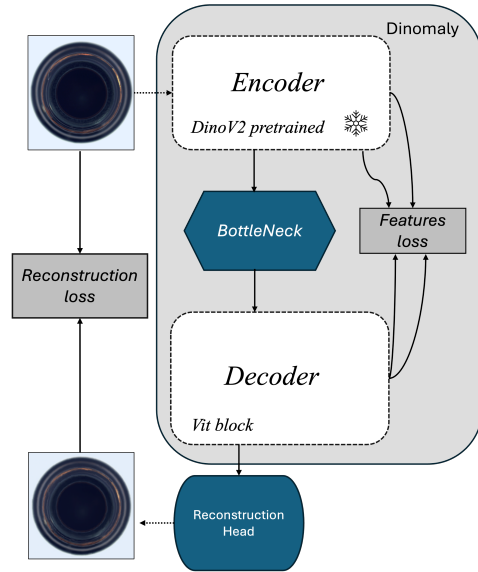 Dinomaly
Encoder
DinoV2 pretrained
BottleNeck
Features
loss
Reconstruction
loss
Decoder
Vit block
Reconstruction
Head